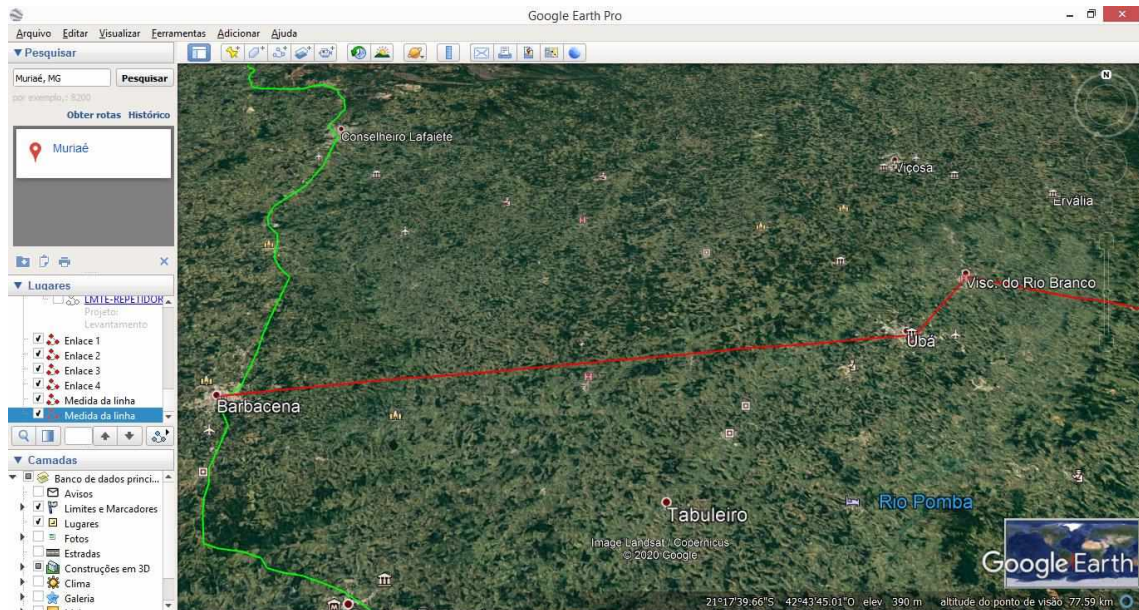 Google Earth Pro
Arquivo Editar Visualizar Ferramentas Adicionar Ajuda
▼ Pesquisar
Muriaé, MG
Pesquisar
por exemplo,: 8200
Obter rotas Histórico
Muriaé
▼ Lugares
LMTE-REPETIDOR
Projeto:
Levantamento
Enlace 1
Enlace 2
Enlace 3
Enlace 4
Medida da linha
Medida da linha
▼ Camadas
Banco de dados princi...
Avisos
Limites e Marcadores
Lugares
Fotos
Estradas
Construções em 3D
Clima
Galeria
N
Conselheiro Lafaiete
Viçosa
Ervália
Visc. do Rio Branco
Ubá
Barbacena
Tabuleiro
Rio Pomba
Image Landsat / Copernicus
© 2020 Google
Google Earth
21°17'39.66"S 42°43'45.01"O elev 390 m altitude do ponto de visão 77.59 km